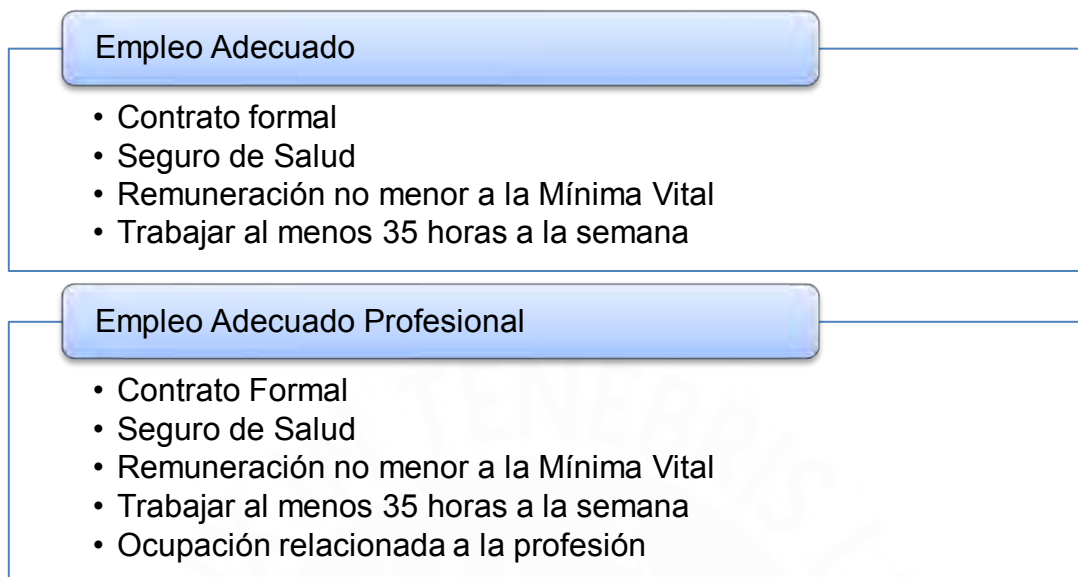 Empleo Adecuado
• Contrato formal
• Seguro de Salud
• Remuneración no menor a la Mínima Vital
• Trabajar al menos 35 horas a la semana
Empleo Adecuado Profesional
• Contrato Formal
• Seguro de Salud
• Remuneración no menor a la Mínima Vital
• Trabajar al menos 35 horas a la semana
• Ocupación relacionada a la profesión
TENEBRIS